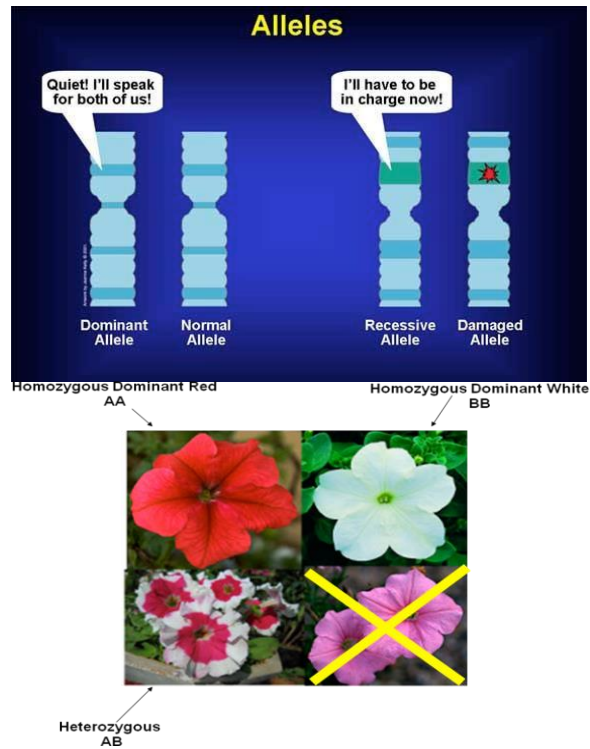 Alleles
Quiet! I'll speak
for both of us!
I'll have to be
in charge now!
Dominant
Allele
Normal
Allele
Recessive
Allele
Damaged
Allele
Homozygous Dominant Red
AA
Homozygous Dominant White
BB
Heterozygous
AB